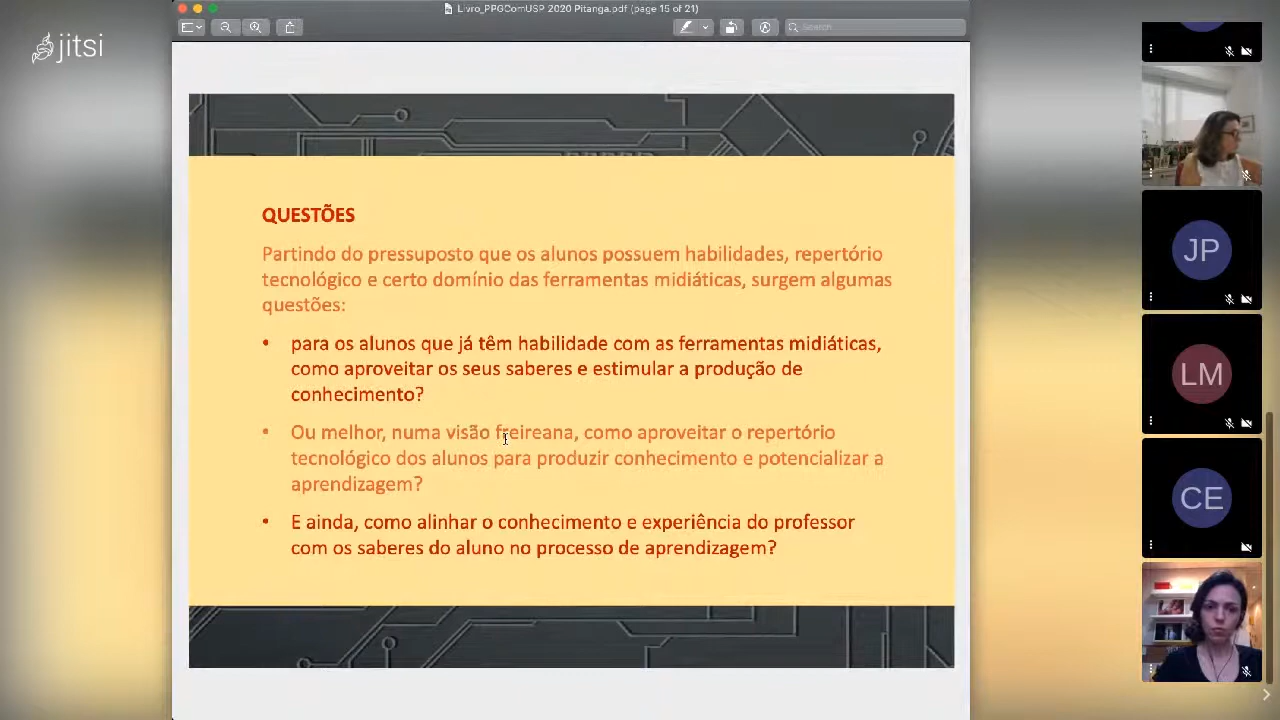 jitsi
Livro_PPGComUSP 2020 Pitanga.pdf (page 15 of 21)
Search
QUESTÕES
Partindo do pressuposto que os alunos possuem habilidades, repertório
tecnológico e certo domínio das ferramentas midiáticas, surgem algumas
questões:
• para os alunos que já têm habilidade com as ferramentas midiáticas,
como aproveitar os seus saberes e estimular a produção de
conhecimento?
• Ou melhor, numa visão freireana, como aproveitar o repertório
tecnológico dos alunos para produzir conhecimento e potencializar a
aprendizagem?
• E ainda, como alinhar o conhecimento e experiência do professor
com os saberes do aluno no processo de aprendizagem?
JP
LM
CE